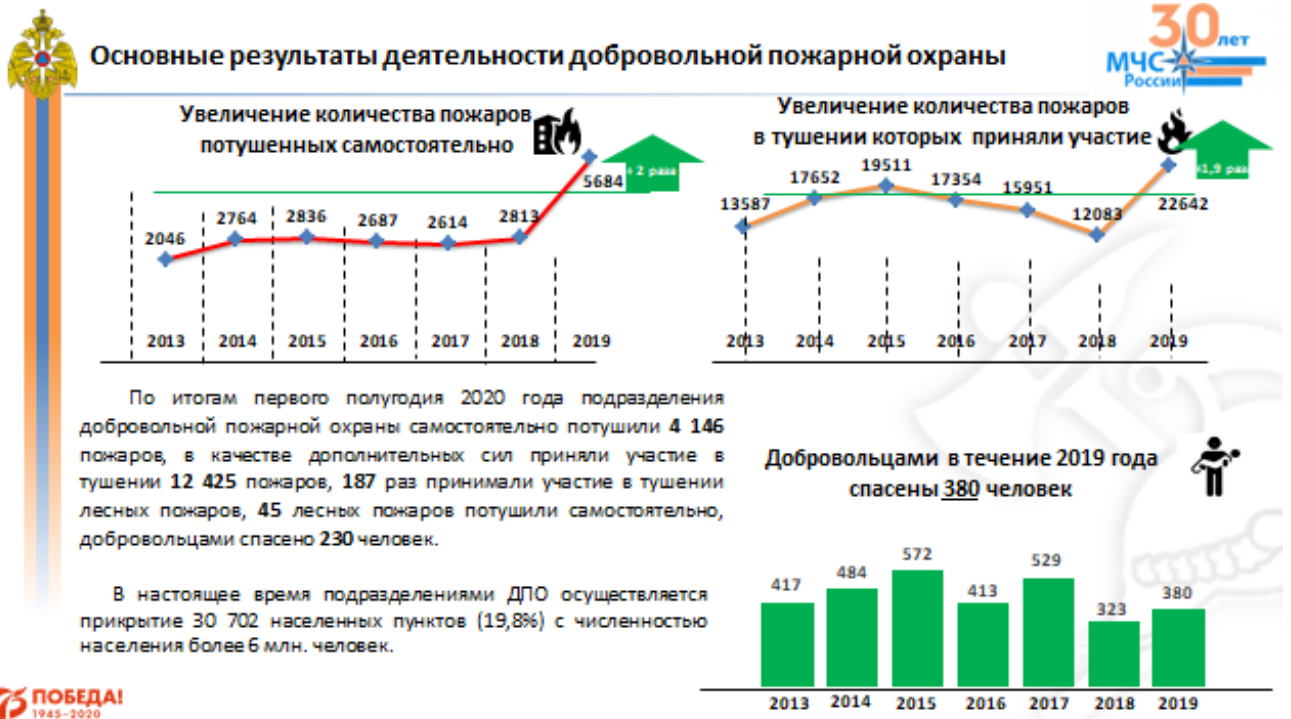 Основные результаты деятельности добровольной пожарной охраны
30
лет
МЧС
России
Увеличение количества пожаров
потушенных самостоятельно
2 раза
2046
2764
2836
2687
2614
2813
5684
2013
2014
2015
2016
2017
2018
2019
Увеличение количества пожаров
в тушении которых приняли участие
1,9 раз
13587
17652
19511
17354
15951
12083
22642
2013
2014
2015
2016
2017
2018
2019
По итогам первого полугодия 2020 года подразделения
добровольной пожарной охраны самостоятельно потушили 4 146
пожаров, в качестве дополнительных сил приняли участие в
тушении 12 425 пожаров, 187 раз принимали участие в тушении
лесных пожаров, 45 лесных пожаров потушили самостоятельно,
добровольцами спасено 230 человек.
В настоящее время подразделениями ДПО осуществляется
прикрытие 30 702 населенных пунктов (19,8%) с численностью
населения более 6 млн. человек.
Добровольцами в течение 2019 года
спасены 380 человек
417
484
572
413
529
323
380
2013
2014
2015
2016
2017
2018
2019
75 ПОБЕДА!
1945-2020